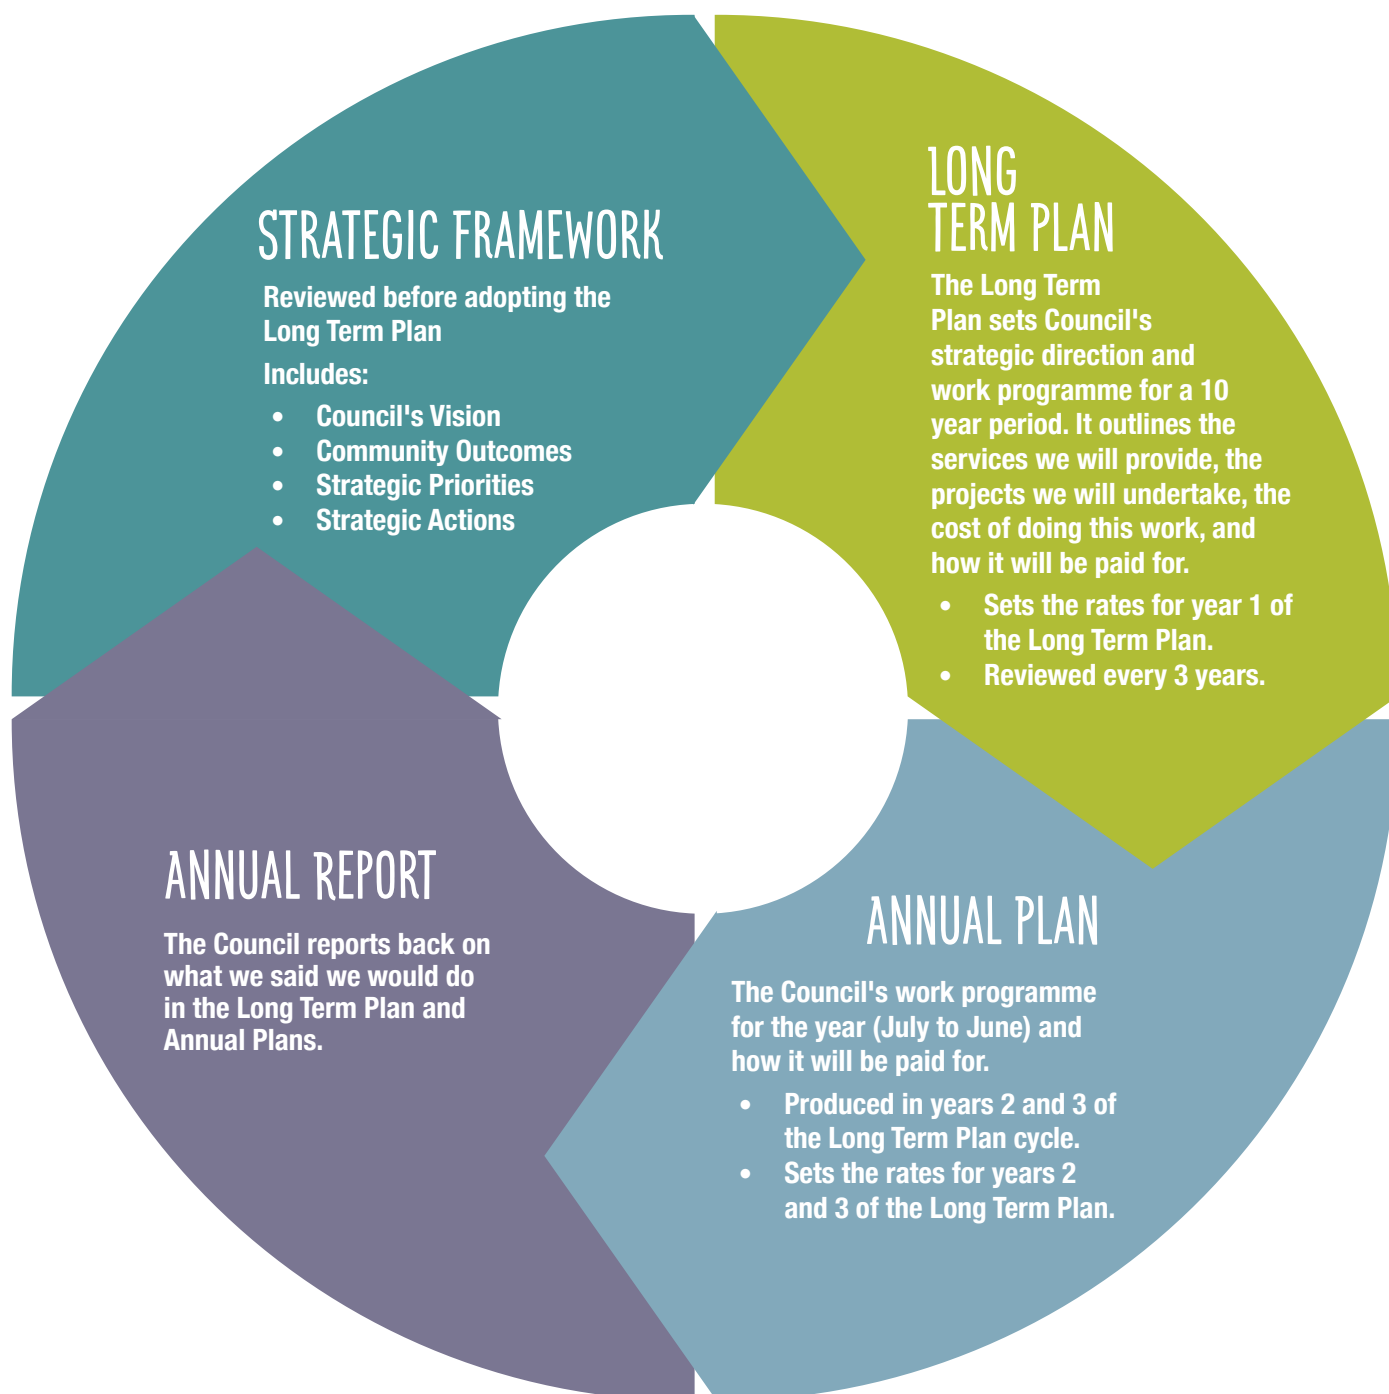 STRATEGIC FRAMEWORK
Reviewed before adopting the
Long Term Plan
Includes:
• Council's Vision
• Community Outcomes
• Strategic Priorities
• Strategic Actions
LONG
TERM PLAN
The Long Term
Plan sets Council's
strategic direction and
work programme for a 10
year period. It outlines the
services we will provide, the
projects we will undertake, the
cost of doing this work, and
how it will be paid for.
• Sets the rates for year 1 of
the Long Term Plan.
• Reviewed every 3 years.
ANNUAL PLAN
The Council's work programme
for the year (July to June) and
how it will be paid for.
• Produced in years 2 and 3 of
the Long Term Plan cycle.
• Sets the rates for years 2
and 3 of the Long Term Plan.
ANNUAL REPORT
The Council reports back on
what we said we would do
in the Long Term Plan and
Annual Plans.